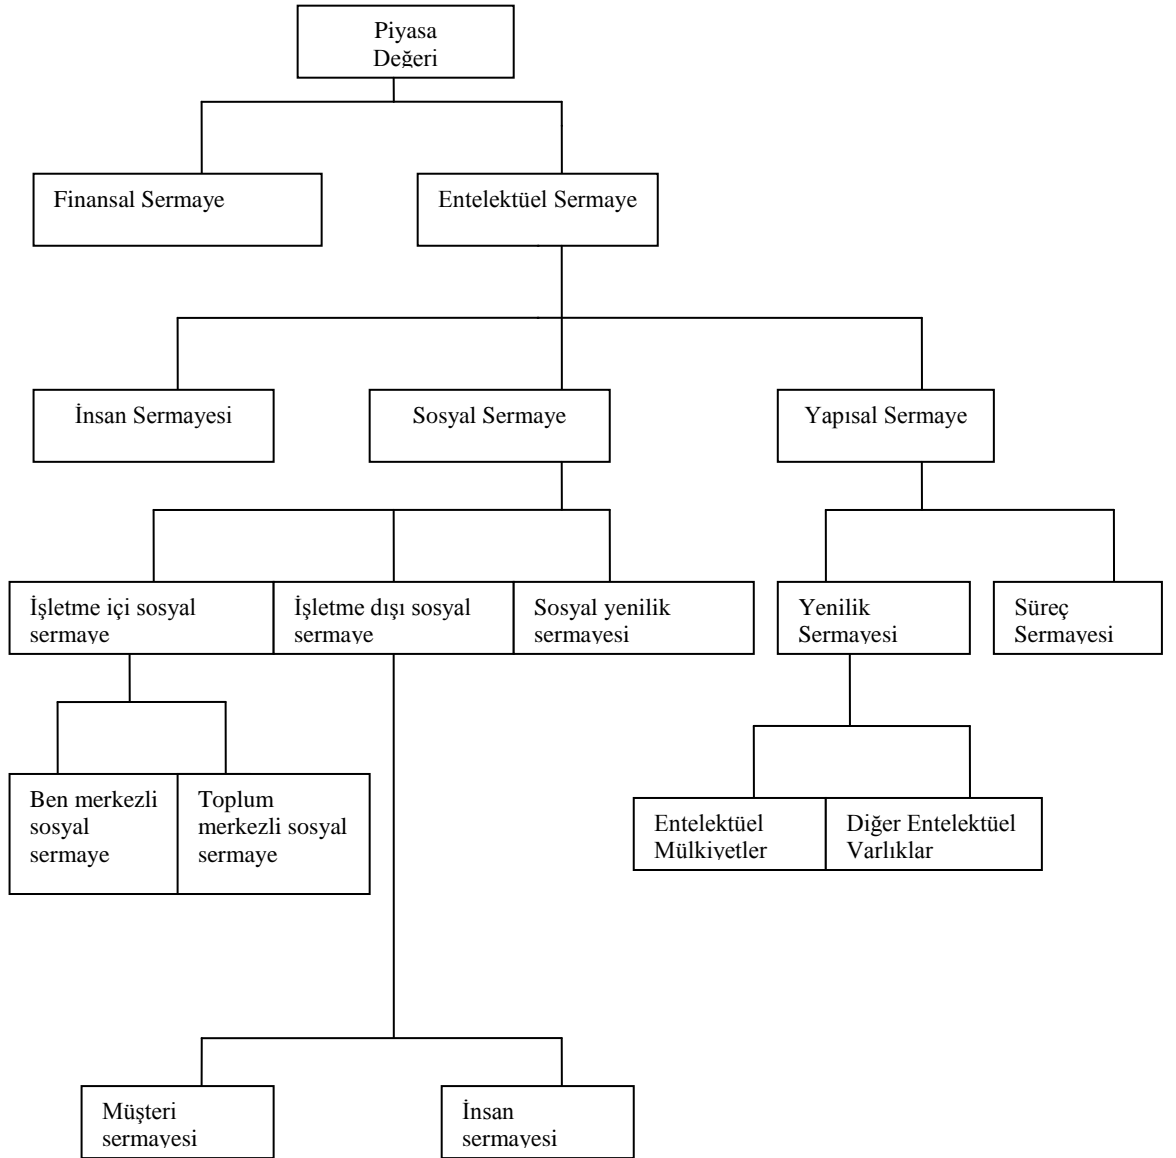 Piyasa
Değeri
Finansal Sermaye
Entelektüel Sermaye
İnsan Sermayesi
Sosyal Sermaye
Yapısal Sermaye
İşletme içi sosyal
sermaye
İşletme dışı sosyal
sermaye
Sosyal yenilik
sermayesi
Yenilik
Sermayesi
Süreç
Sermayesi
Ben merkezli
sosyal
sermaye
Toplum
merkezli sosyal
sermaye
Entelektüel
Mülkiyetler
Diğer Entelektüel
Varlıklar
Müşteri
sermayesi
İnsan
sermayesi